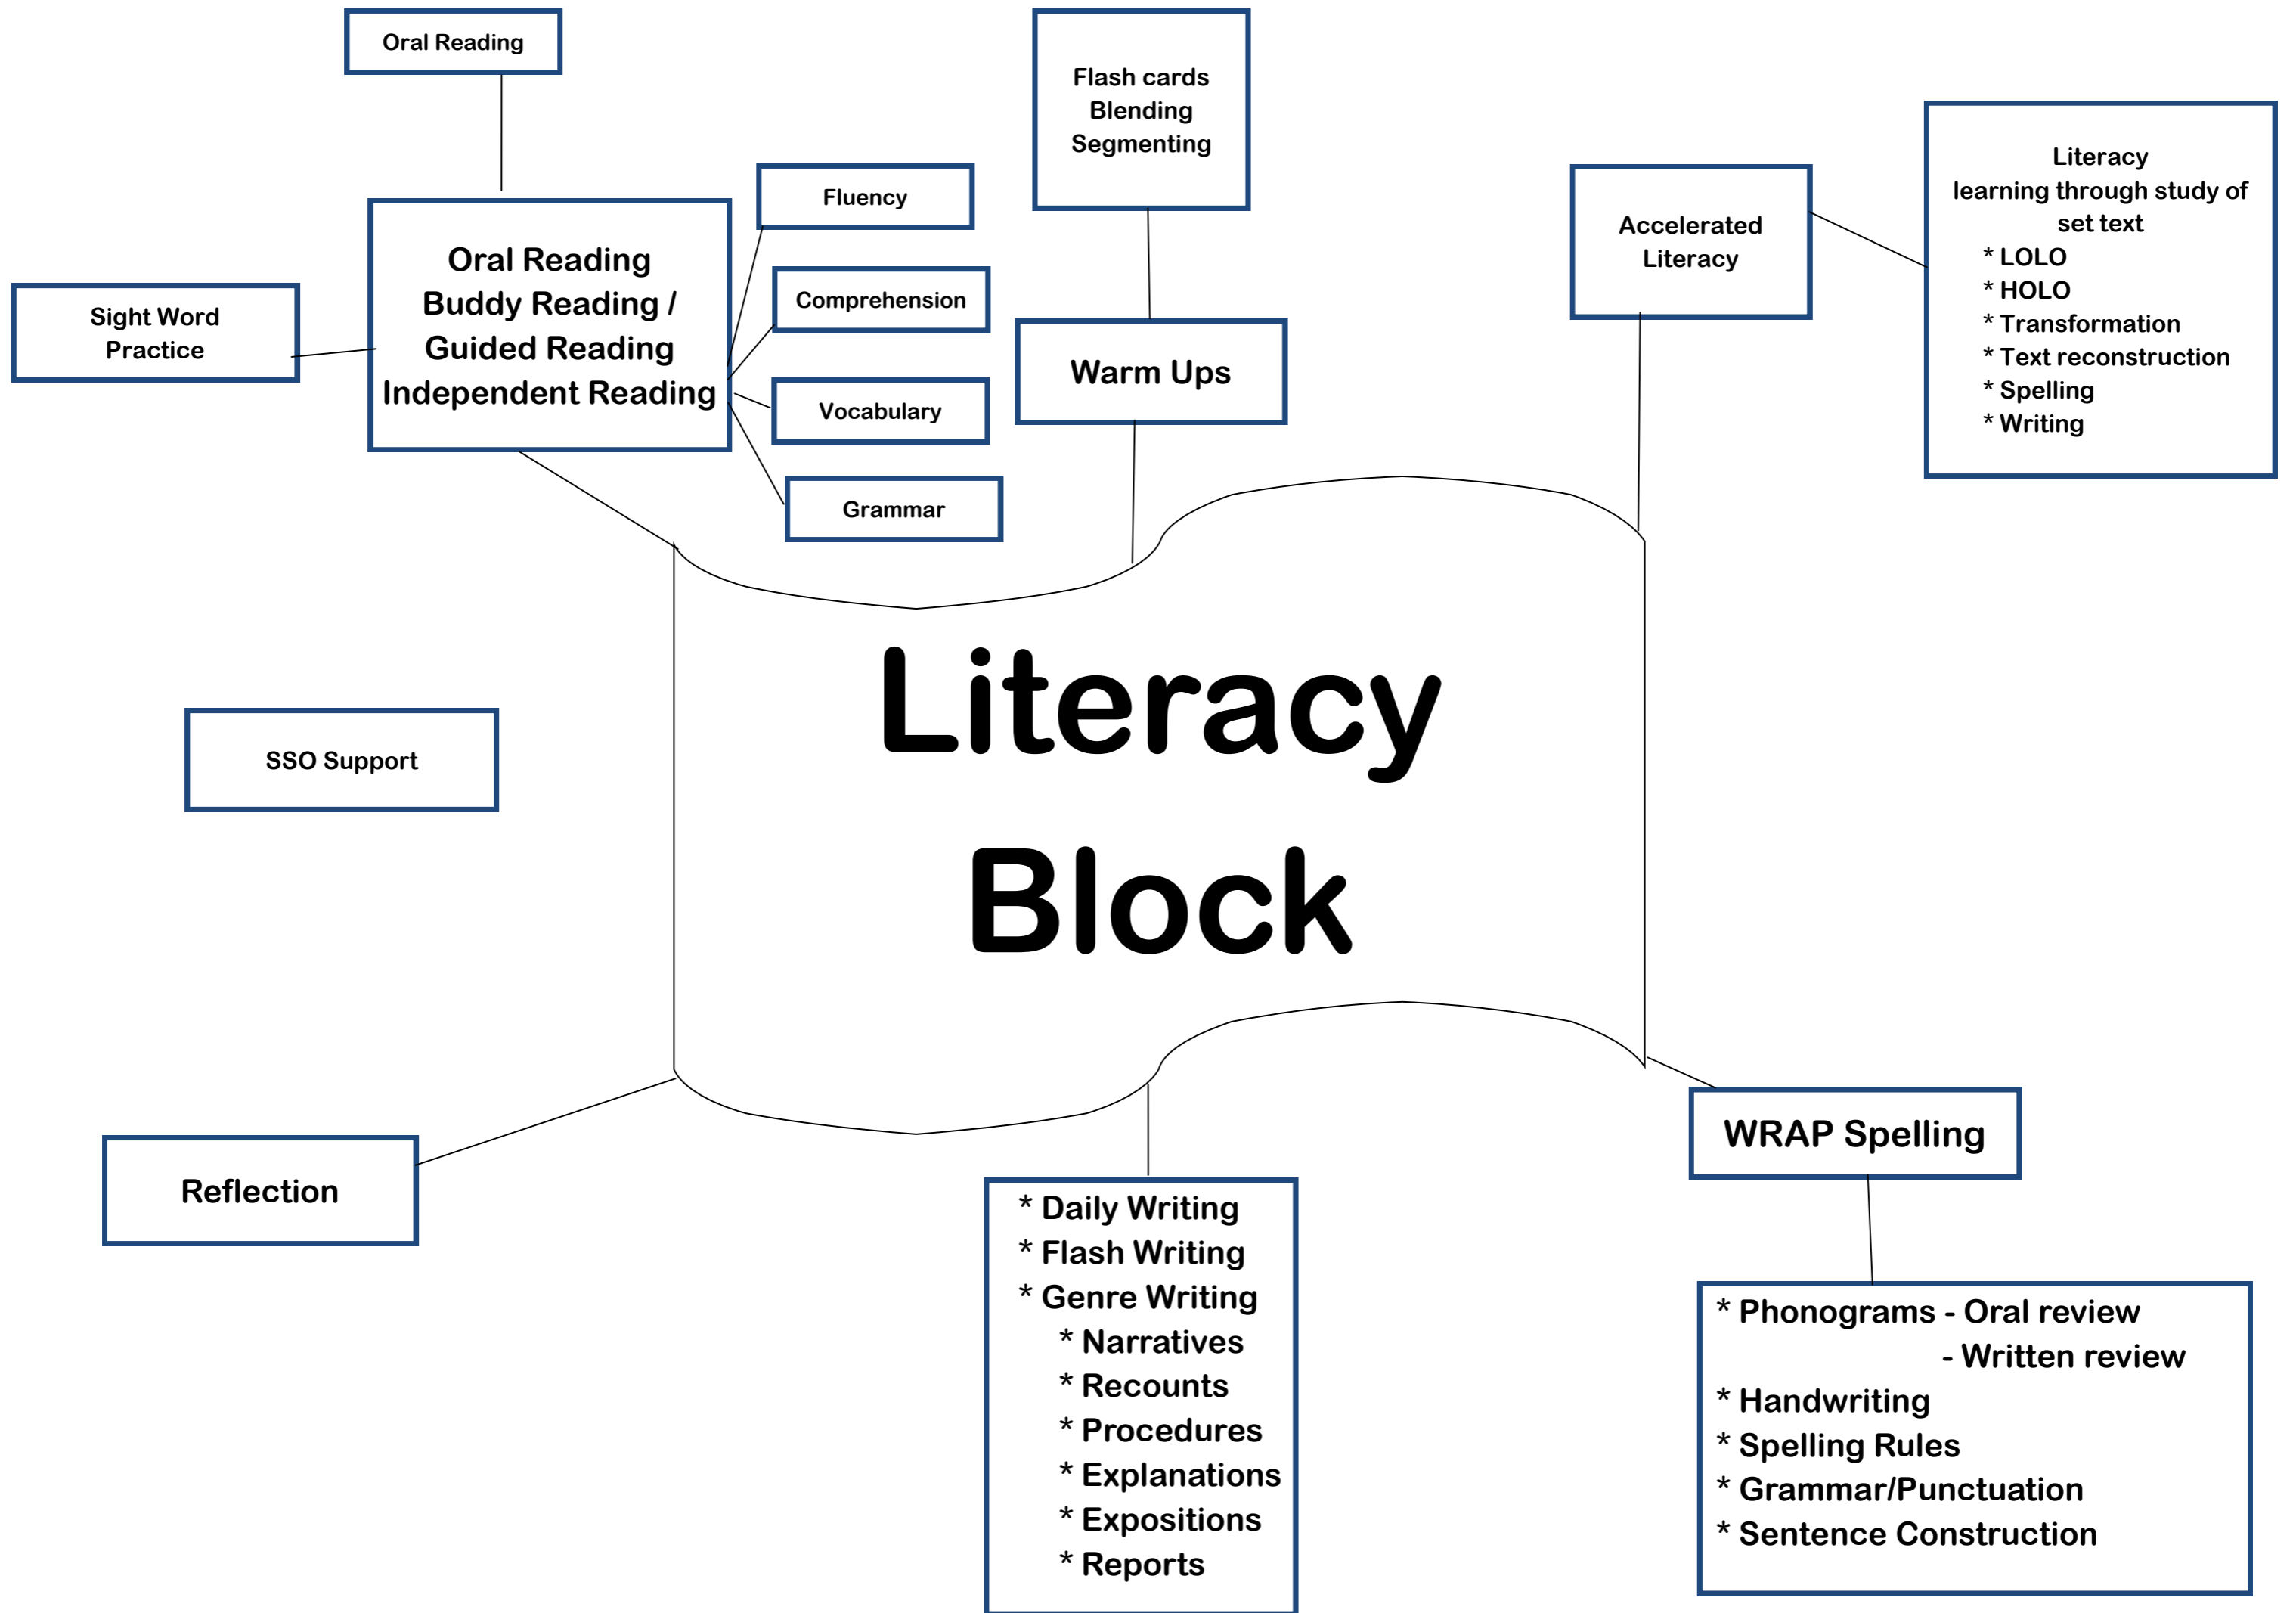 Oral Reading
Flash cards
Blending
Segmenting
Literacy
learning through study of
set text
* LOLO
* HOLO
* Transformation
* Text reconstruction
* Spelling
* Writing
Accelerated
Literacy
Fluency
Oral Reading
Buddy Reading /
Guided Reading
Independent Reading
Comprehension
Sight Word
Practice
Warm Ups
Vocabulary
Grammar
Literacy
Block
SSO Support
WRAP Spelling
Reflection
* Daily Writing
* Flash Writing
* Genre Writing
* Narratives
* Recounts
* Procedures
* Explanations
* Expositions
* Reports
* Phonograms - Oral review
- Written review
* Handwriting
* Spelling Rules
* Grammar/Punctuation
* Sentence Construction